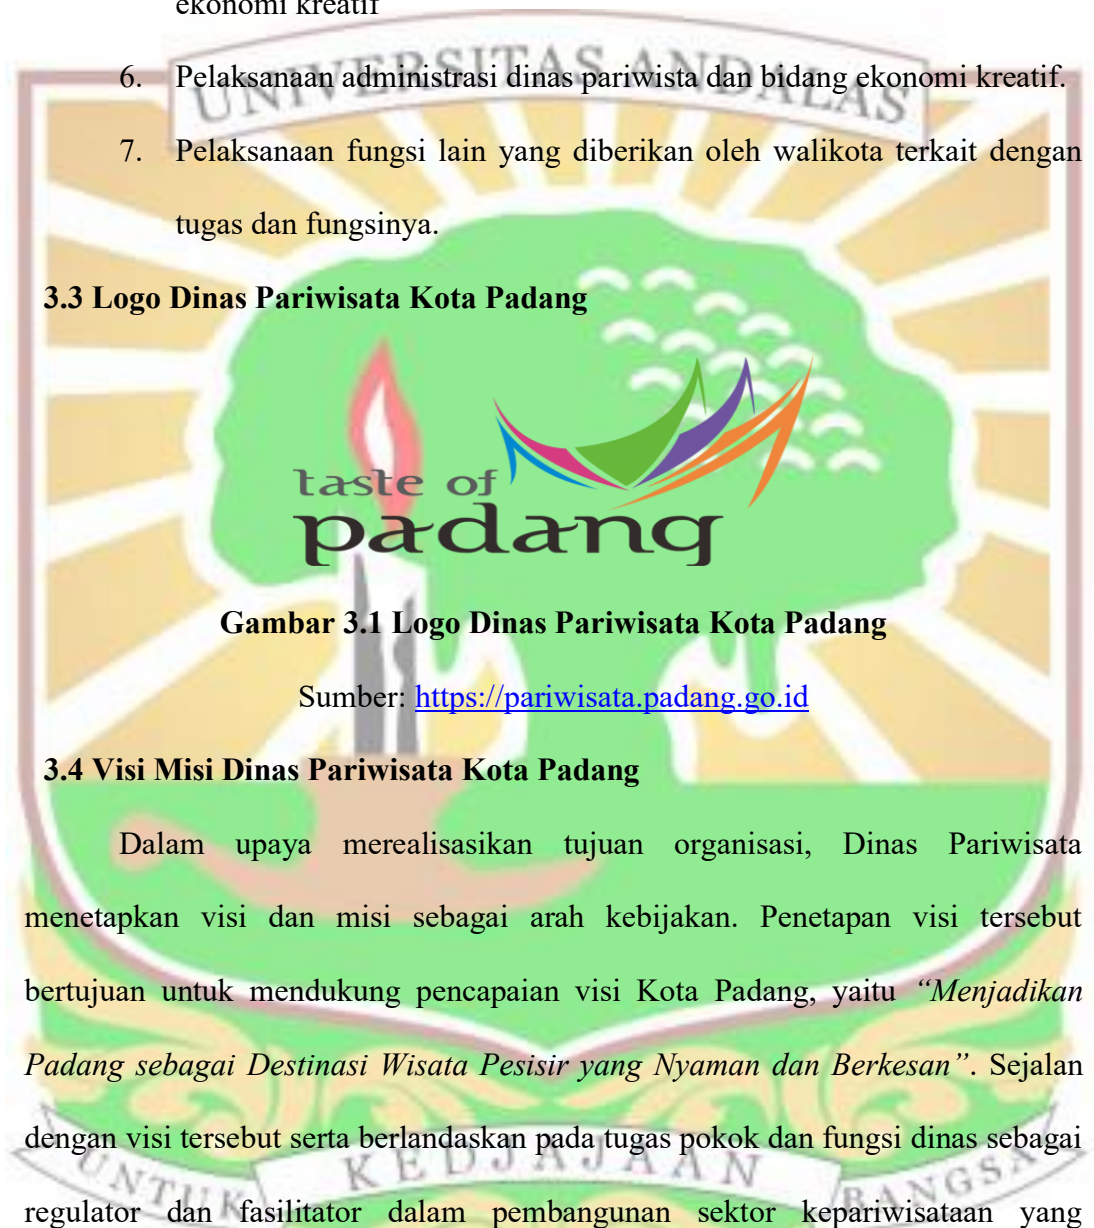 ekonomi kreatif
UNIVERSITAS ANDALAS
6. Pelaksanaan administrasi dinas pariwista dan bidang ekonomi kreatif.
7. Pelaksanaan fungsi lain yang diberikan oleh walikota terkait dengan
tugas dan fungsinya.
3.3 Logo Dinas Pariwisata Kota Padang
taste of
padang
Gambar 3.1 Logo Dinas Pariwisata Kota Padang
Sumber: https://pariwisata.padang.go.id
3.4 Visi Misi Dinas Pariwisata Kota Padang
Dalam upaya merealisasikan tujuan organisasi, Dinas Pariwisata
menetapkan visi dan misi sebagai arah kebijakan. Penetapan visi tersebut
bertujuan untuk mendukung pencapaian visi Kota Padang, yaitu “Menjadikan
Padang sebagai Destinasi Wisata Pesisir yang Nyaman dan Berkesan”. Sejalan
dengan visi tersebut serta berlandaskan pada tugas pokok dan fungsi dinas sebagai
UNTUK KEDJAJAAN BANGSA
regulator dan fasilitator dalam pembangunan sektor kepariwisataan yang